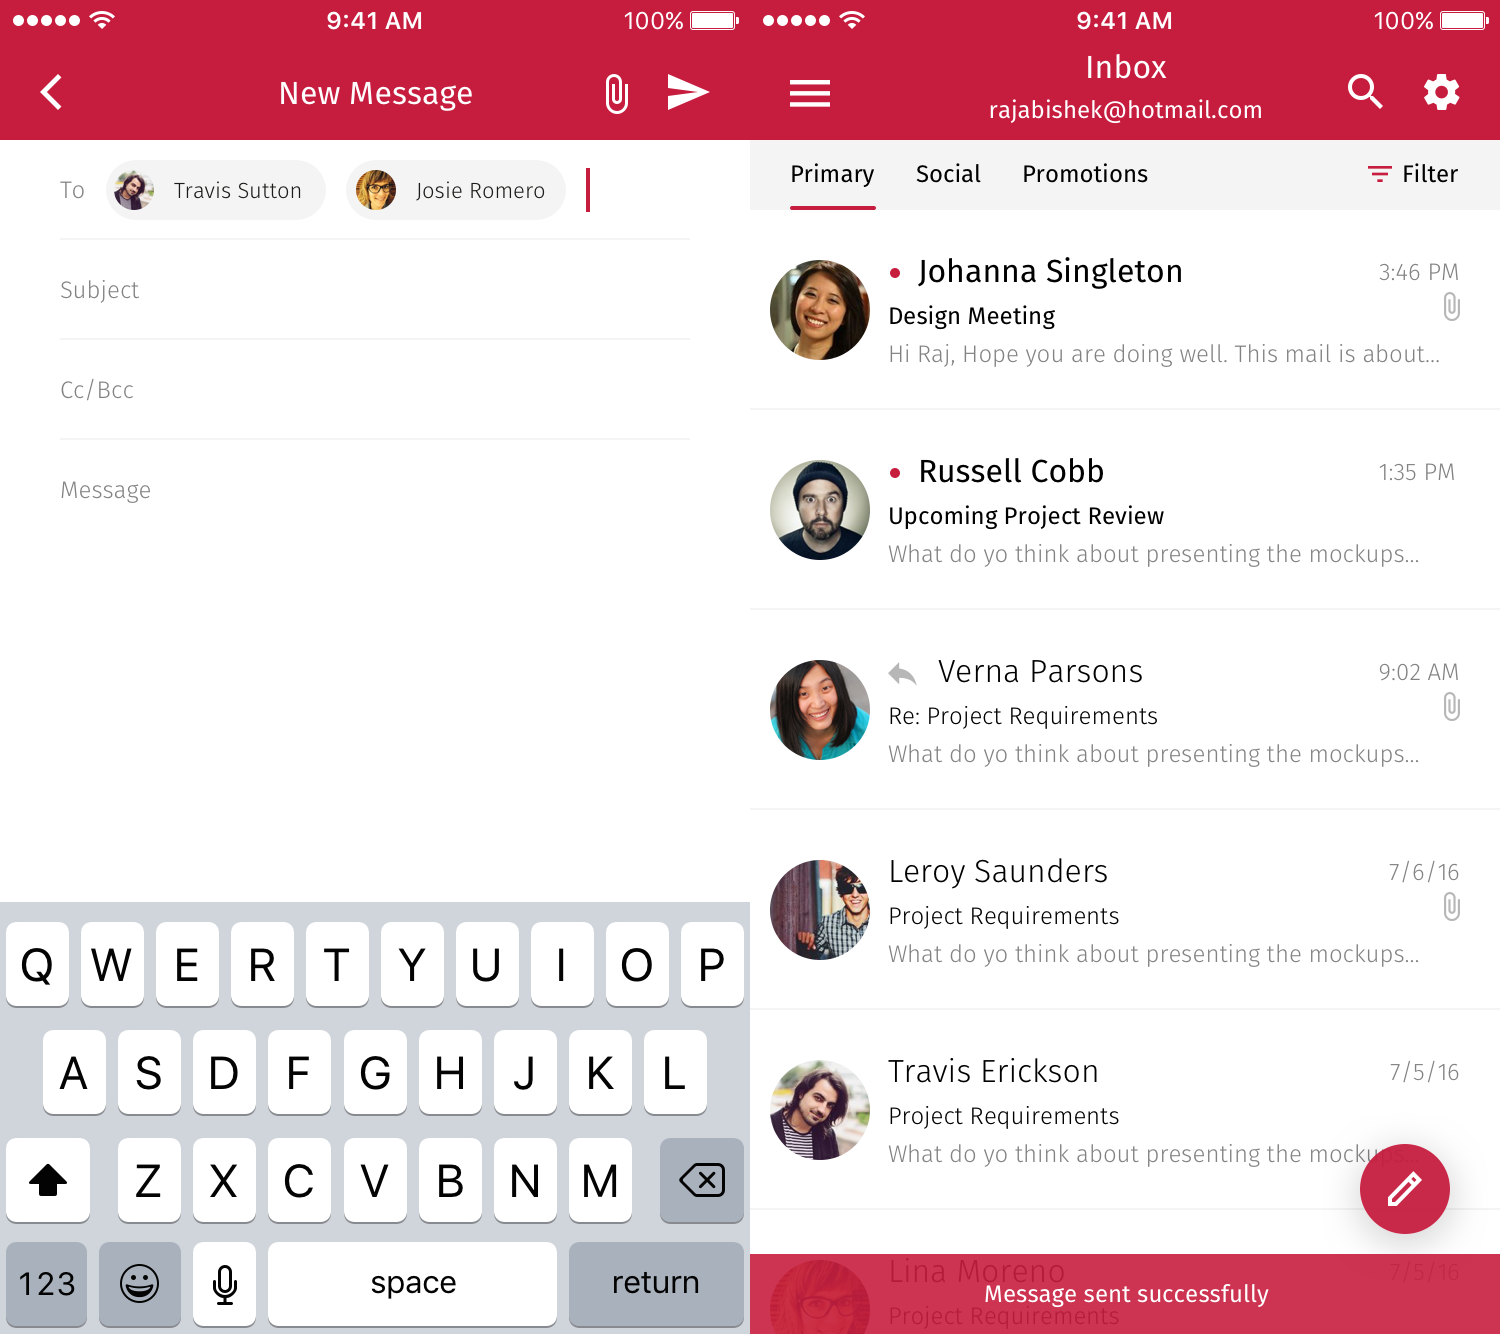 9:41 AM
100%
New Message
To
Travis Sutton
Josie Romero
Subject
Cc/Bcc
Message
Q W E R T Y U I O P
A S D F G H J K L
Z X C V B N M
123
space
return
9:41 AM
100%
Inbox
rajabishek@hotmail.com
Primary
Social
Promotions
Filter
Johanna Singleton
3:46 PM
Design Meeting
Hi Raj, Hope you are doing well. This mail is about...
Russell Cobb
1:35 PM
Upcoming Project Review
What do yo think about presenting the mockups...
Verna Parsons
9:02 AM
Re: Project Requirements
What do yo think about presenting the mockups...
Leroy Saunders
7/6/16
Project Requirements
What do yo think about presenting the mockups...
Travis Erickson
7/5/16
Project Requirements
What do yo think about presenting the mockups...
Lina Moreno
7/5/16
Message sent successfully
Project Requirements